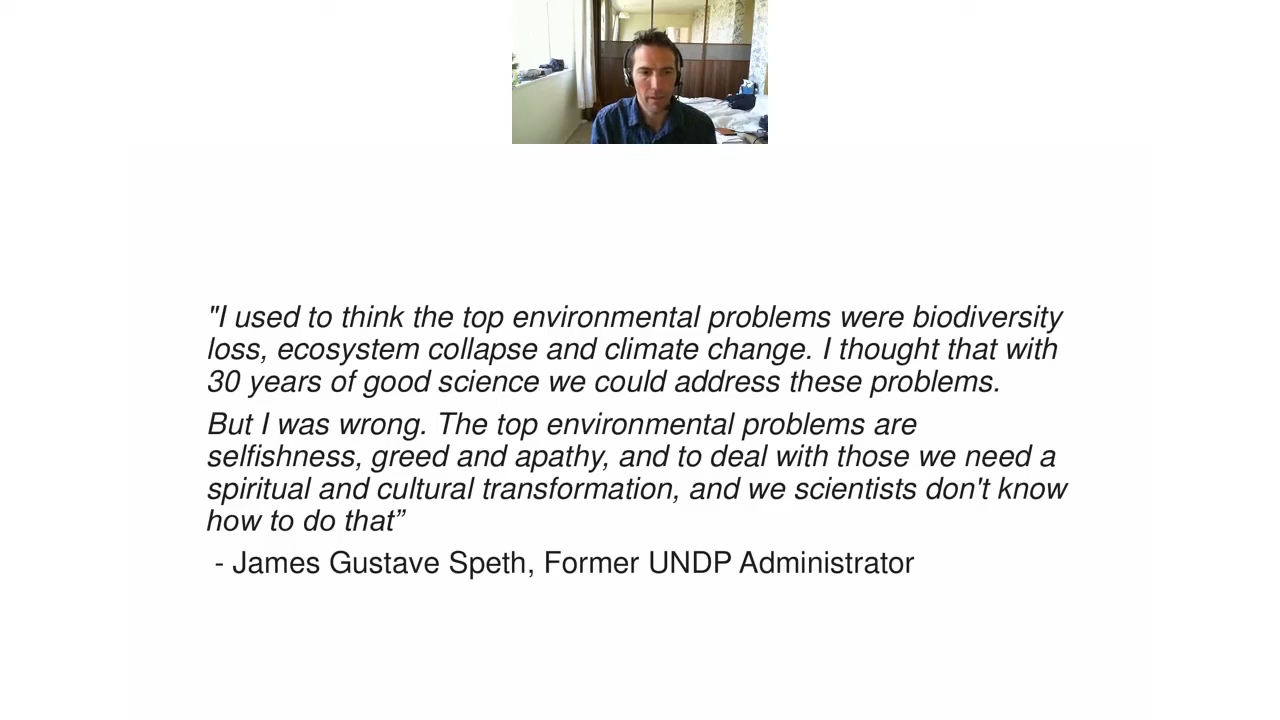 "I used to think the top environmental problems were biodiversity
loss, ecosystem collapse and climate change. I thought that with
30 years of good science we could address these problems.
But I was wrong. The top environmental problems are
selfishness, greed and apathy, and to deal with those we need a
spiritual and cultural transformation, and we scientists don't know
how to do that”
- James Gustave Speth, Former UNDP Administrator